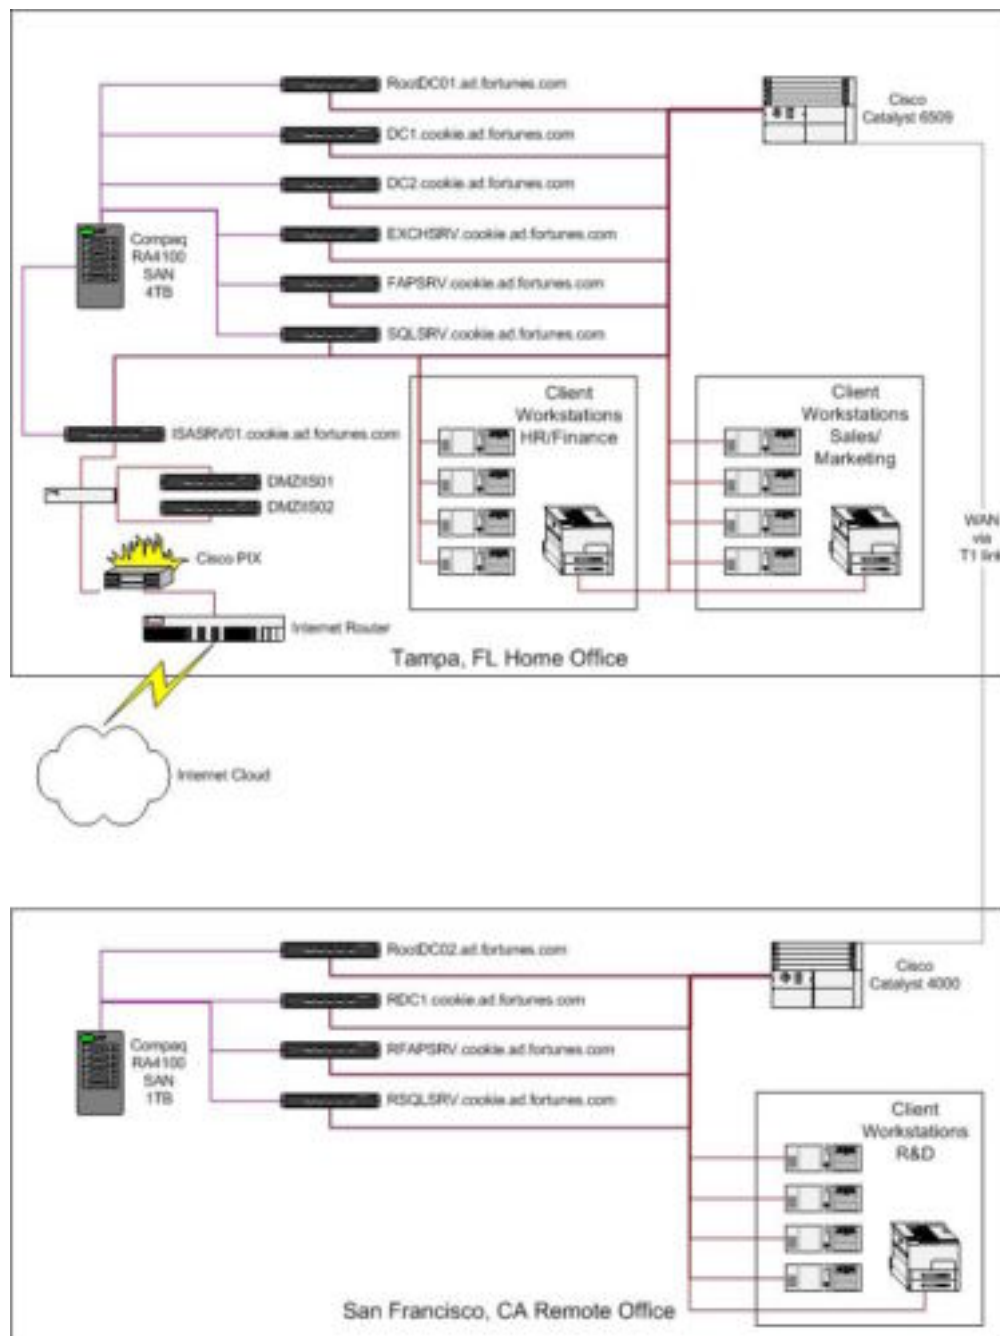 RootDC01.ad.fortunes.com
Cisco
Catalyst 6509
DC1.cookie.ad.fortunes.com
DC2.cookie.ad.fortunes.com
Compaq
RA4100
SAN
4TB
EXCHSRV.cookie.ad.fortunes.com
FAPSRV.cookie.ad.fortunes.com
SQLSRV.cookie.ad.fortunes.com
Client
Workstations
HR/Finance
Client
Workstations
Sales/
Marketing
ISASRV01.cookie.ad.fortunes.com
DMZIIS01
DMZIIS02
WAN
via
T1 link
Cisco PIX
Internet Router
Tampa, FL Home Office
Internet Cloud
RootDC02.ad.fortunes.com
Cisco
Catalyst 4000
RDC1.cookie.ad.fortunes.com
Compaq
RA4100
SAN
1TB
RFAPSRV.cookie.ad.fortunes.com
RSQLSRV.cookie.ad.fortunes.com
Client
Workstations
R&D
San Francisco, CA Remote Office